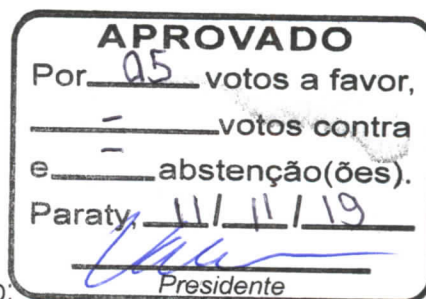 APROVADO
Por 05 votos a favor,
- votos contra
e - abstenção(ões).
Paraty, 11/11/19
Presidente